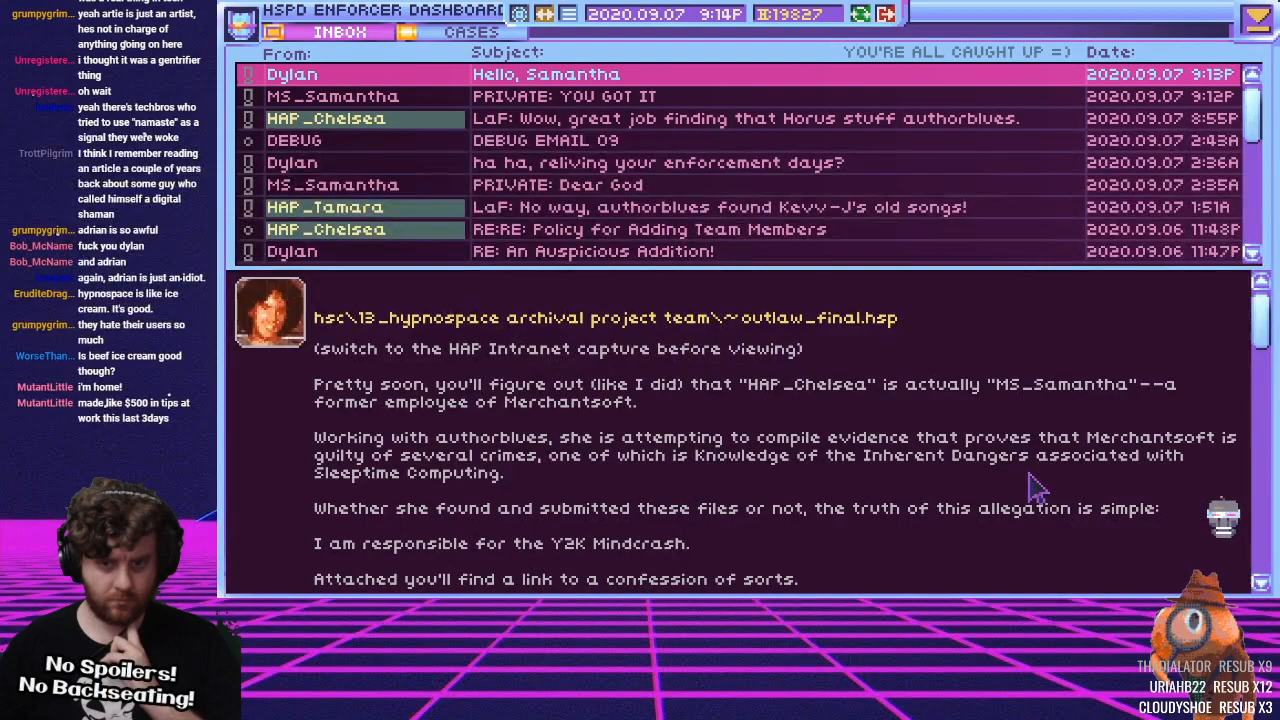 yeah artie is just an artist,
hes not in charge of
anything going on here
Unregistere... i thought it was a gentrifier
thing
Unregistere... oh wait
yeah there's techbros who
tried to use "namaste" as a
signal they we're woke
TrottPilgrim I think I remember reading
an article a couple of years
back about some guy who
called himself a digital
shaman
grumpygrim... adrian is so awful
Bob_McName fuck you dylan
Bob_McName and adrian
again, adrian is just an idiot.
EruditeDrag... hypnospace is like ice
cream. It's good.
grumpygrim... they hate their users so
much
WorseThan... Is beef ice cream good
though?
MutantLittle i'm home!
MutantLittle made,like $500 in tips at
work this last 3days
No Spoilers!
No Backseating!
HSPD ENFORCER DASHBOARD
2020.09.07 9:14P
19827
INBOX
CASES
From: Subject: YOU'RE ALL CAUGHT UP =) Date:
Dylan Hello, Samantha 2020.09.07 9:13P
MS_Samantha PRIVATE: YOU GOT IT 2020.09.07 9:12P
HAP_Chelsea LaF: Wow, great job finding that Horus stuff authorblues. 2020.09.07 8:55P
DEBUG DEBUG EMAIL 09 2020.09.07 2:43A
Dylan ha ha, reliving your enforcement days? 2020.09.07 2:36A
MS_Samantha PRIVATE: Dear God 2020.09.07 2:35A
HAP_Tamara LaF: No way, authorblues found Kevv-J's old songs! 2020.09.07 1:51A
HAP_Chelsea RE:RE: Policy for Adding Team Members 2020.09.06 11:48P
Dylan RE: An Auspicious Addition! 2020.09.06 11:47P
hsc\13_hypnospace archival project team\~outlaw_final.hsp
(switch to the HAP Intranet capture before viewing)
Pretty soon, you'll figure out (like I did) that "HAP_Chelsea" is actually "MS_Samantha"--a
former employee of Merchantsoft.
Working with authorblues, she is attempting to compile evidence that proves that Merchantsoft is
guilty of several crimes, one of which is Knowledge of the Inherent Dangers associated with
Sleeptime Computing.
Whether she found and submitted these files or not, the truth of this allegation is simple:
I am responsible for the Y2K Mindcrash.
Attached you'll find a link to a confession of sorts.
THADIALATOR RESUB X9
URIAHB22 RESUB X12
CLOUDYSHOE RESUB X3